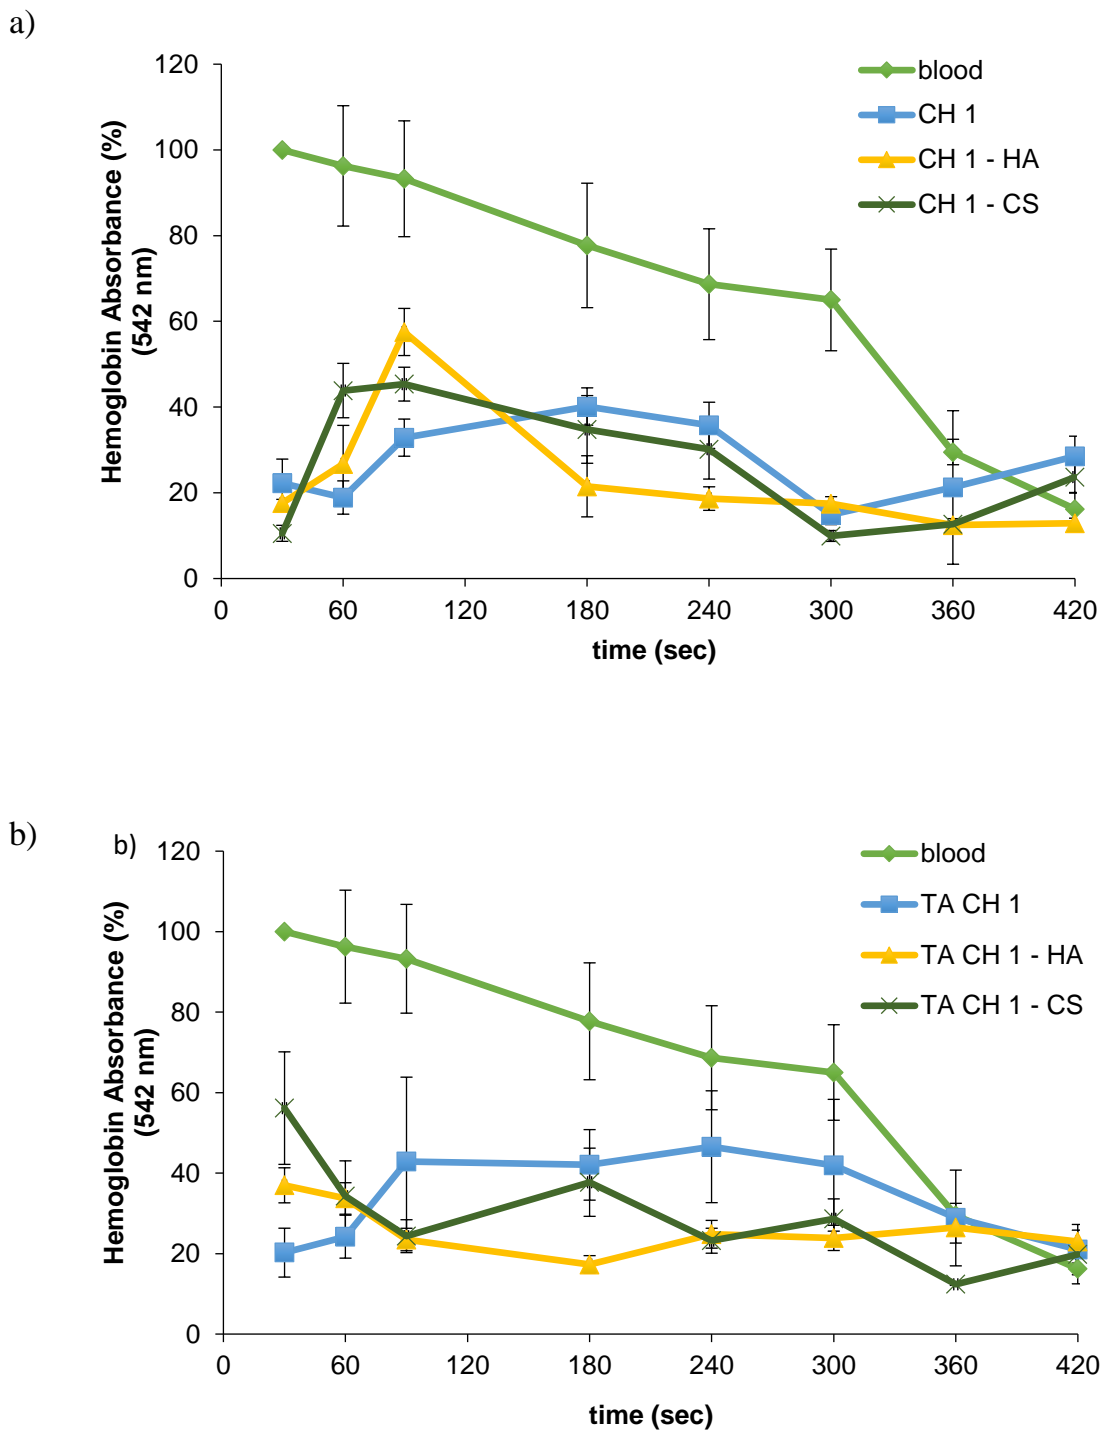 a)
120
100
80
60
40
20
0
Hemoglobin Absorbance (%)
(542 nm)
blood
CH 1
CH 1 - HA
CH 1 - CS
0 60 120 180 240 300 360 420
time (sec)
b)
b)
120
100
80
60
40
20
0
Hemoglobin Absorbance (%)
(542 nm)
blood
TA CH 1
TA CH 1 - HA
TA CH 1 - CS
0 60 120 180 240 300 360 420
time (sec)